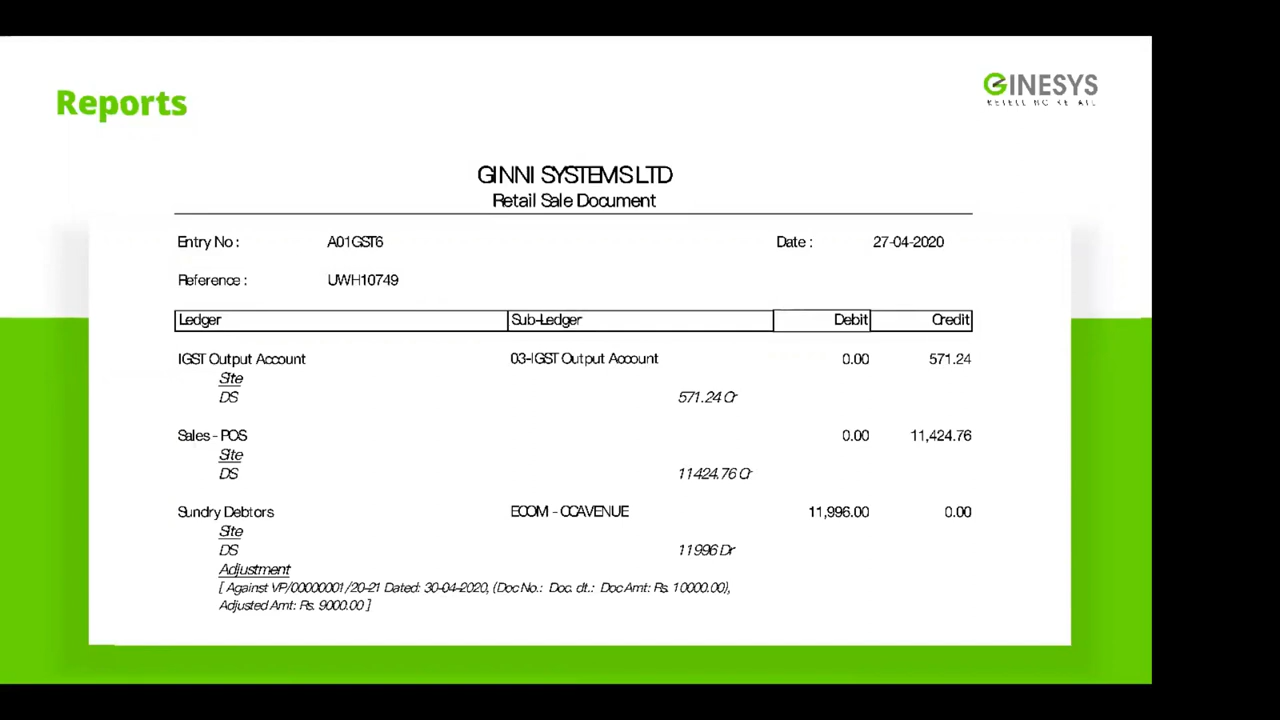 Reports
GINESYS
RETELLING RETAIL
GINNI SYSTEMS LTD
Retail Sale Document
Entry No : A01GST6 Date : 27-04-2020
Reference : UWH10749
Ledger Sub-Ledger Debit Credit
IGST Output Account 03-IGST Output Account 0.00 571.24
Site
DS 571.24 Cr
Sales - POS 0.00 11,424.76
Site
DS 11424.76 Cr
Sundry Debtors ECOM - CCAVENUE 11,996.00 0.00
Site
DS 11996 Dr
Adjustment
[ Against VP/00000001/20-21 Dated: 30-04-2020, (Doc No.: Doc. dt.: Doc Amt: Rs. 10000.00),
Adjusted Amt: Rs. 9000.00 ]